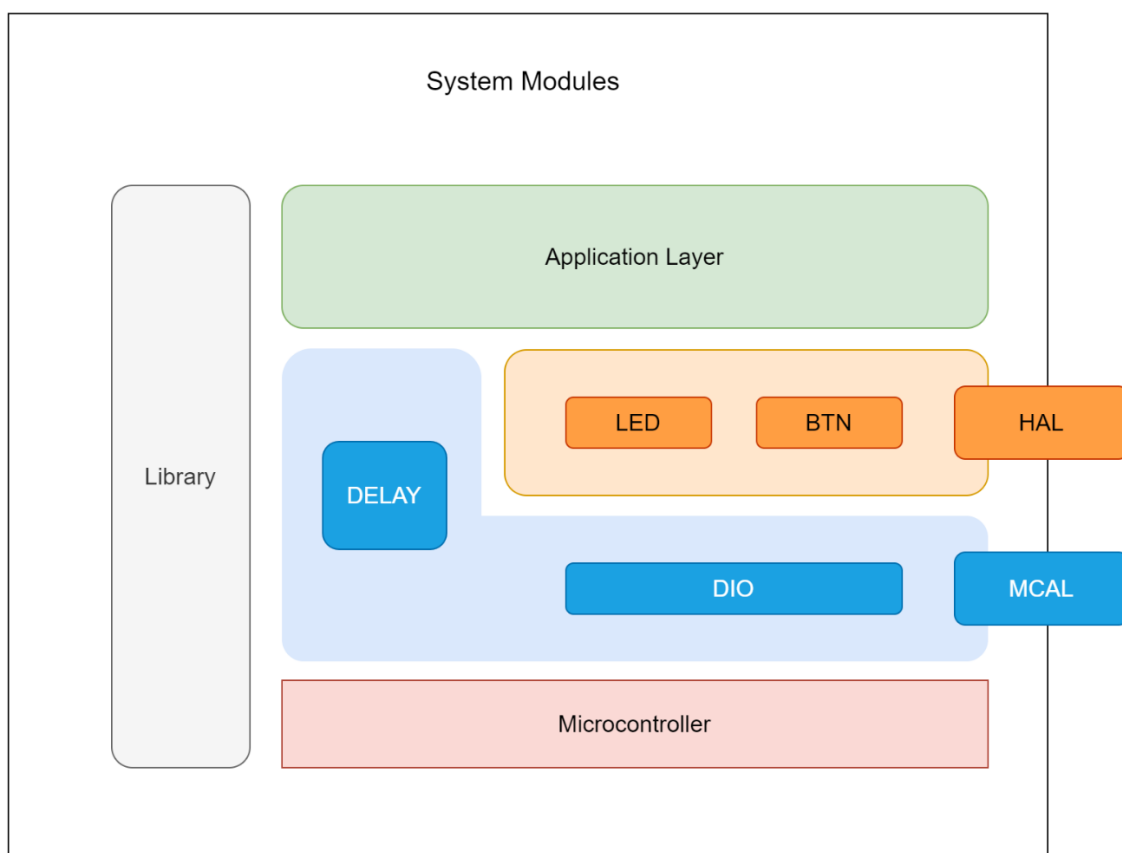 System Modules
Application Layer
Library
LED
BTN
HAL
DELAY
DIO
MCAL
Microcontroller